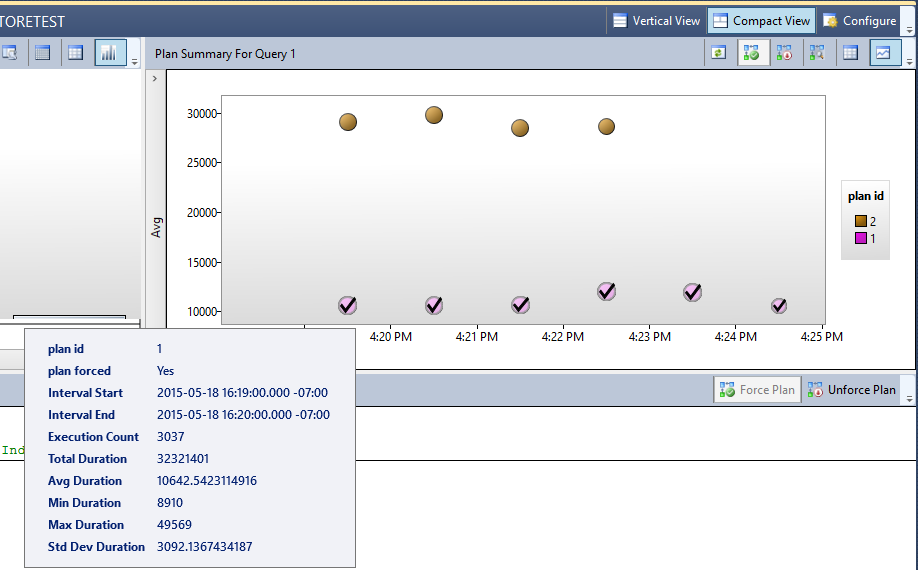 TORETEST
Vertical View
Compact View
Configure
Plan Summary For Query 1
Avg
30000
25000
20000
15000
10000
4:20 PM
4:21 PM
4:22 PM
4:23 PM
4:24 PM
4:25 PM
plan id
2
1
plan id 1
plan forced Yes
Interval Start 2015-05-18 16:19:00.000 -07:00
Interval End 2015-05-18 16:20:00.000 -07:00
Execution Count 3037
Total Duration 32321401
Avg Duration 10642.5423114916
Min Duration 8910
Max Duration 49569
Std Dev Duration 3092.1367434187
Force Plan
Unforce Plan
Ind